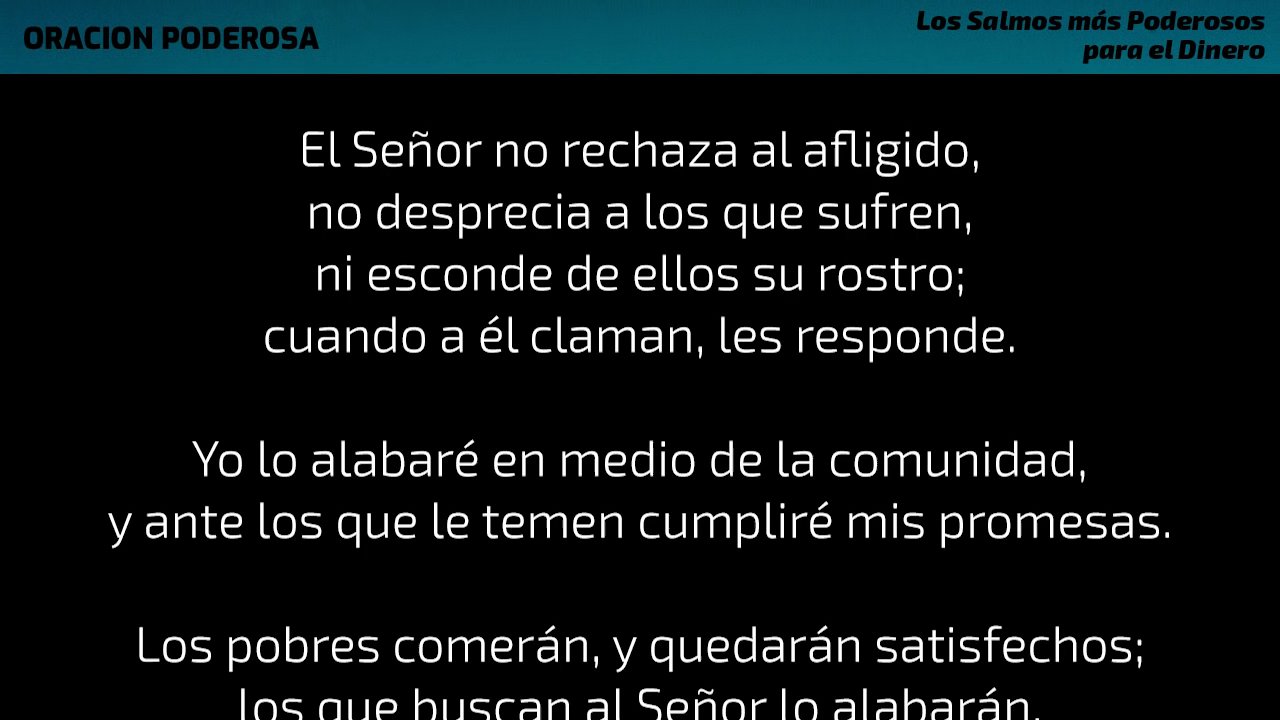 ORACION PODEROSA
Los Salmos más Poderosos
para el Dinero
El Señor no rechaza al afligido,
no desprecia a los que sufren,
ni esconde de ellos su rostro;
cuando a él claman, les responde.
Yo lo alabaré en medio de la comunidad,
y ante los que le temen cumpliré mis promesas.
Los pobres comerán, y quedarán satisfechos;
los que buscan al Señor lo alabarán.